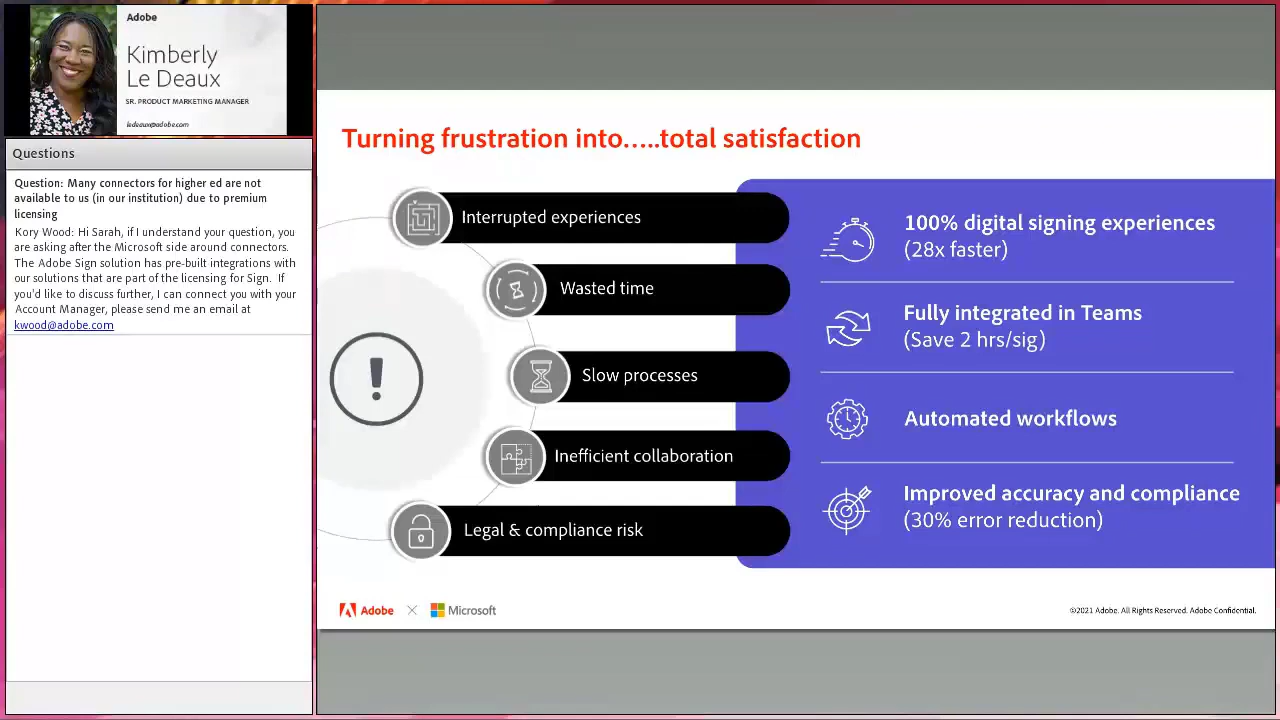 Adobe
Kimberly
Le Deaux
SR. PRODUCT MARKETING MANAGER
ledeaux@adobe.com
Questions
Question: Many connectors for higher ed are not
available to us (in our institution) due to premium
licensing
Kory Wood: Hi Sarah, if I understand your question, you
are asking after the Microsoft side around connectors.
The Adobe Sign solution has pre-built integrations with
our solutions that are part of the licensing for Sign. If
you'd like to discuss further, I can connect you with your
Account Manager, please send me an email at
kwood@adobe.com
Turning frustration into.....total satisfaction
Interrupted experiences
Wasted time
Slow processes
Inefficient collaboration
Legal & compliance risk
100% digital signing experiences
(28x faster)
Fully integrated in Teams
(Save 2 hrs/sig)
Automated workflows
Improved accuracy and compliance
(30% error reduction)
Adobe × Microsoft
©2021 Adobe. All Rights Reserved. Adobe Confidential.